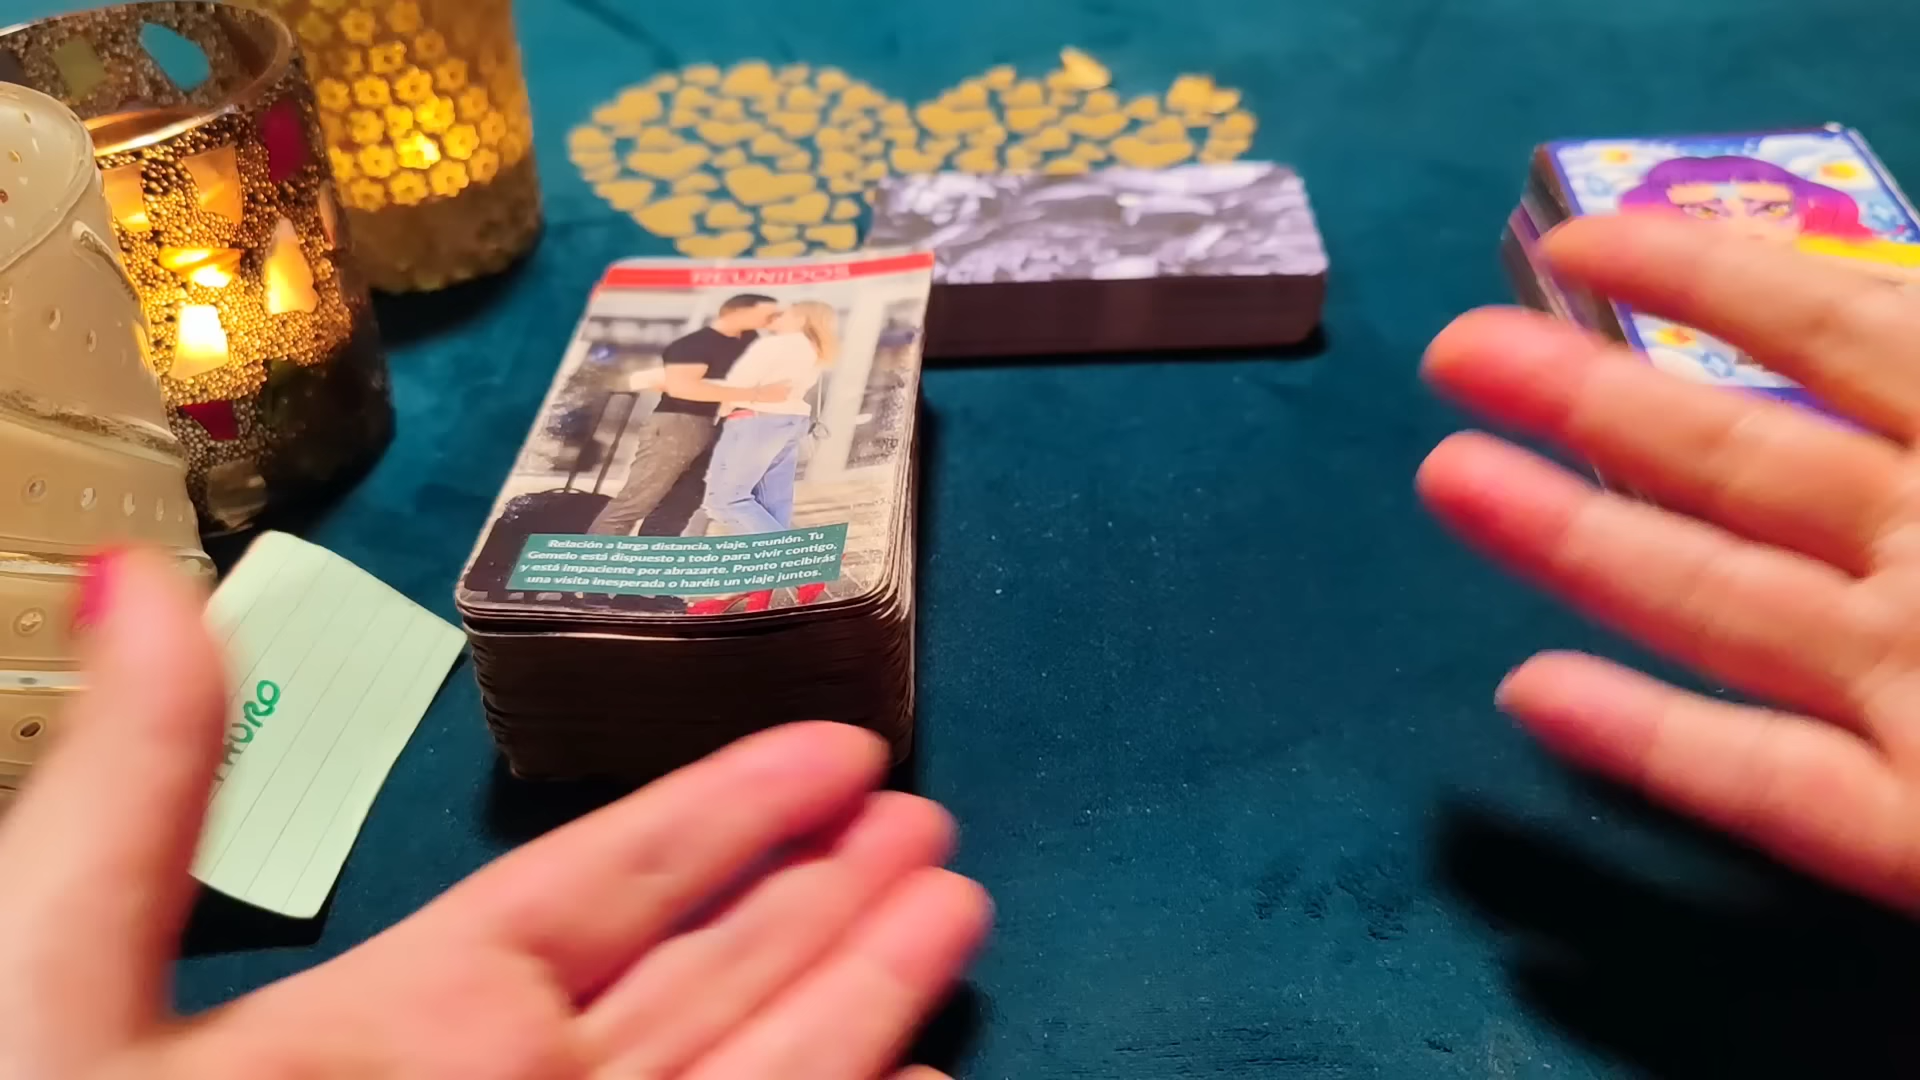 REUNIDOS
Relación a larga distancia, viaje, reunión. Tu
Gemelo está dispuesto a todo para vivir contigo,
y está impaciente por abrazarte. Pronto recibirás
una visita inesperada o haréis un viaje juntos.